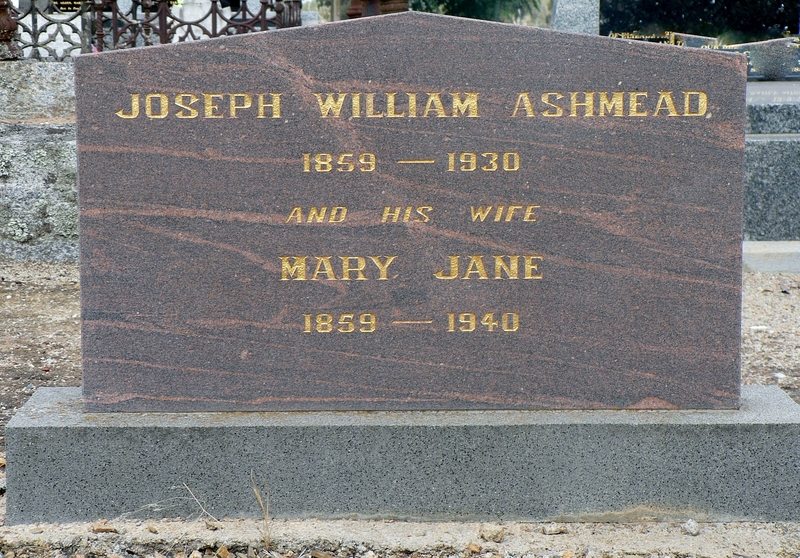 JOSEPH WILLIAM ASHMEAD
1859 — 1930
AND HIS WIFE
MARY JANE
1859 — 1940